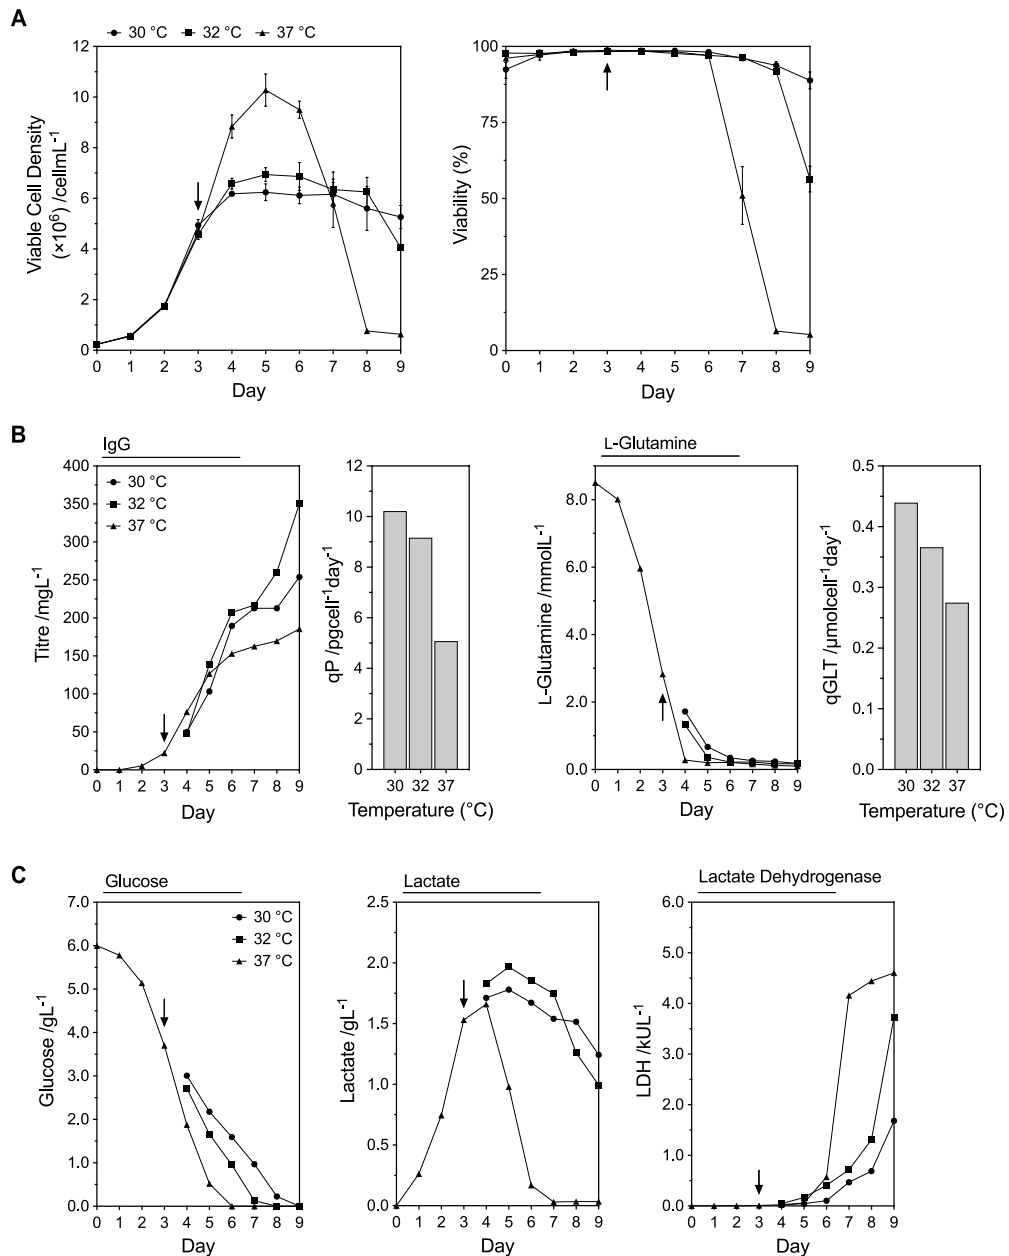 A
30 °C 32 °C 37 °C
Viable Cell Density
(×10⁶) /cellmL⁻¹
12
10
8
6
4
2
0
0 1 2 3 4 5 6 7 8 9
Day
Viability (%)
100
75
50
25
0
0 1 2 3 4 5 6 7 8 9
Day
B
IgG
30 °C
32 °C
37 °C
Titre /mgL⁻¹
400
350
300
250
200
150
100
50
0
0 1 2 3 4 5 6 7 8 9
Day
qP /pgcell⁻¹day⁻¹
12
10
8
6
4
2
0
30 32 37
Temperature (°C)
L-Glutamine
L-Glutamine /mmolL⁻¹
8.0
6.0
4.0
2.0
0.0
0 1 2 3 4 5 6 7 8 9
Day
qGLT /µmolcell⁻¹day⁻¹
0.5
0.4
0.3
0.2
0.1
0.0
30 32 37
Temperature (°C)
C
Glucose
30 °C
32 °C
37 °C
Glucose /gL⁻¹
7.0
6.0
5.0
4.0
3.0
2.0
1.0
0.0
0 1 2 3 4 5 6 7 8 9
Day
Lactate
Lactate /gL⁻¹
2.5
2.0
1.5
1.0
0.5
0.0
0 1 2 3 4 5 6 7 8 9
Day
Lactate Dehydrogenase
LDH /kUL⁻¹
6.0
5.0
4.0
3.0
2.0
1.0
0.0
0 1 2 3 4 5 6 7 8 9
Day